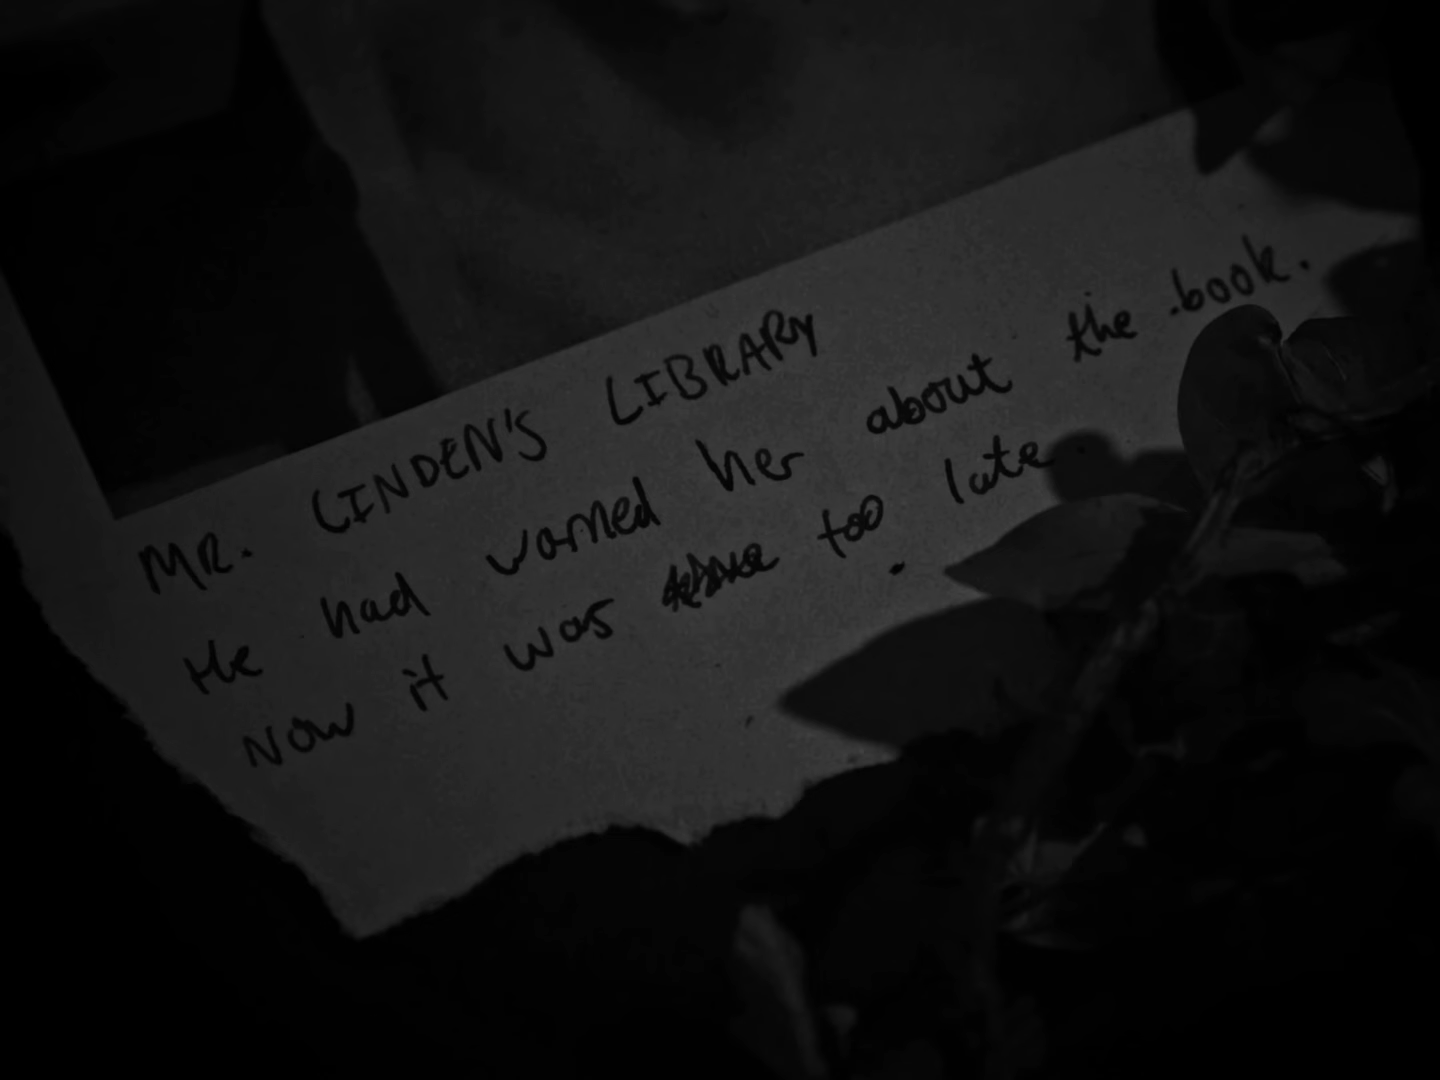 MR. LINDEN'S LIBRARY
He had warned her about the book.
Now it was too late.